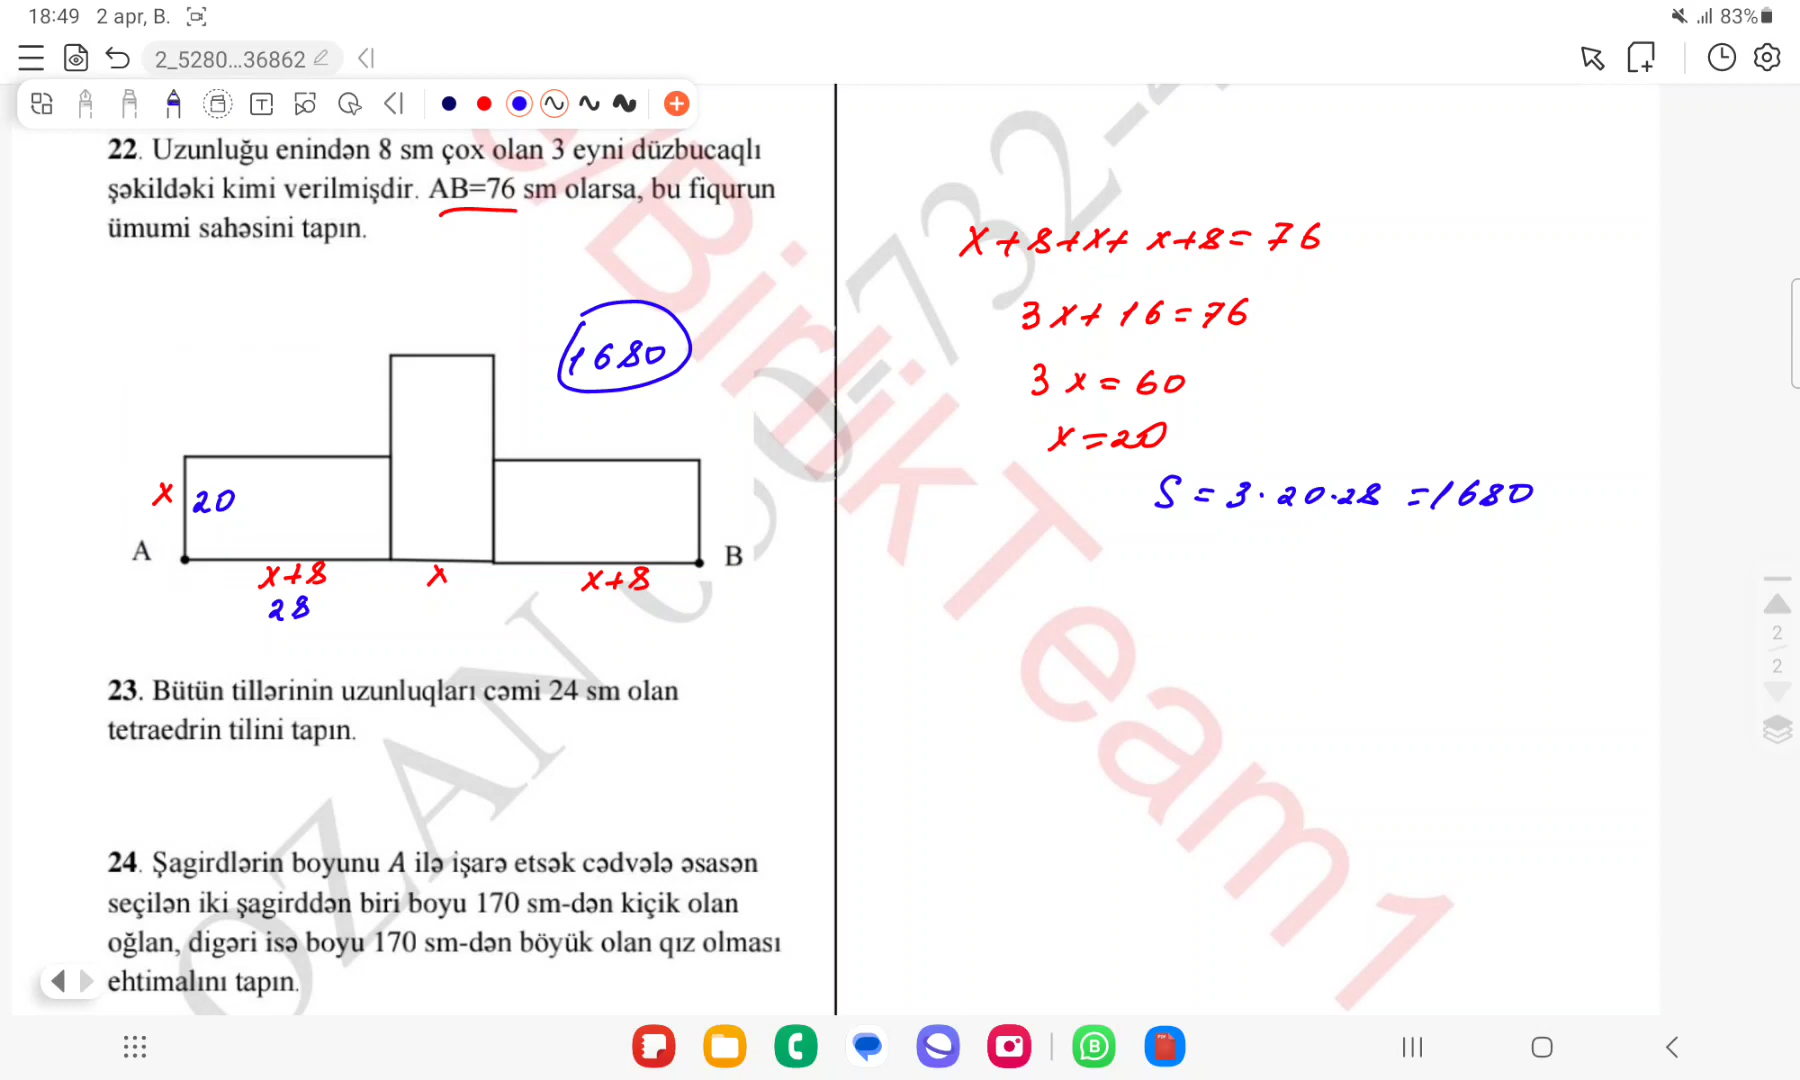 18:49 2 apr, B. 83%
2_5280...36862
22. Uzunluğu enindən 8 sm çox olan 3 eyni düzbucaqlı
şəkildəki kimi verilmişdir. AB=76 sm olarsa, bu fiqurun
ümumi sahəsini tapın.
1680
x 20
A
B
x+8 x x+8
28
23. Bütün tillərinin uzunluqları cəmi 24 sm olan
tetraedrin tilini tapın.
24. Şagirdlərin boyunu A ilə işarə etsək cədvələ əsasən
seçilən iki şagirddən biri boyu 170 sm-dən kiçik olan
oğlan, digəri isə boyu 170 sm-dən böyük olan qız olması
ehtimalını tapın.
x+8+x+ x+8= 76
3x+16=76
3x=60
x=20
S = 3·20·28 =1680
BirlikTeam1
OZAN
732-
2
2